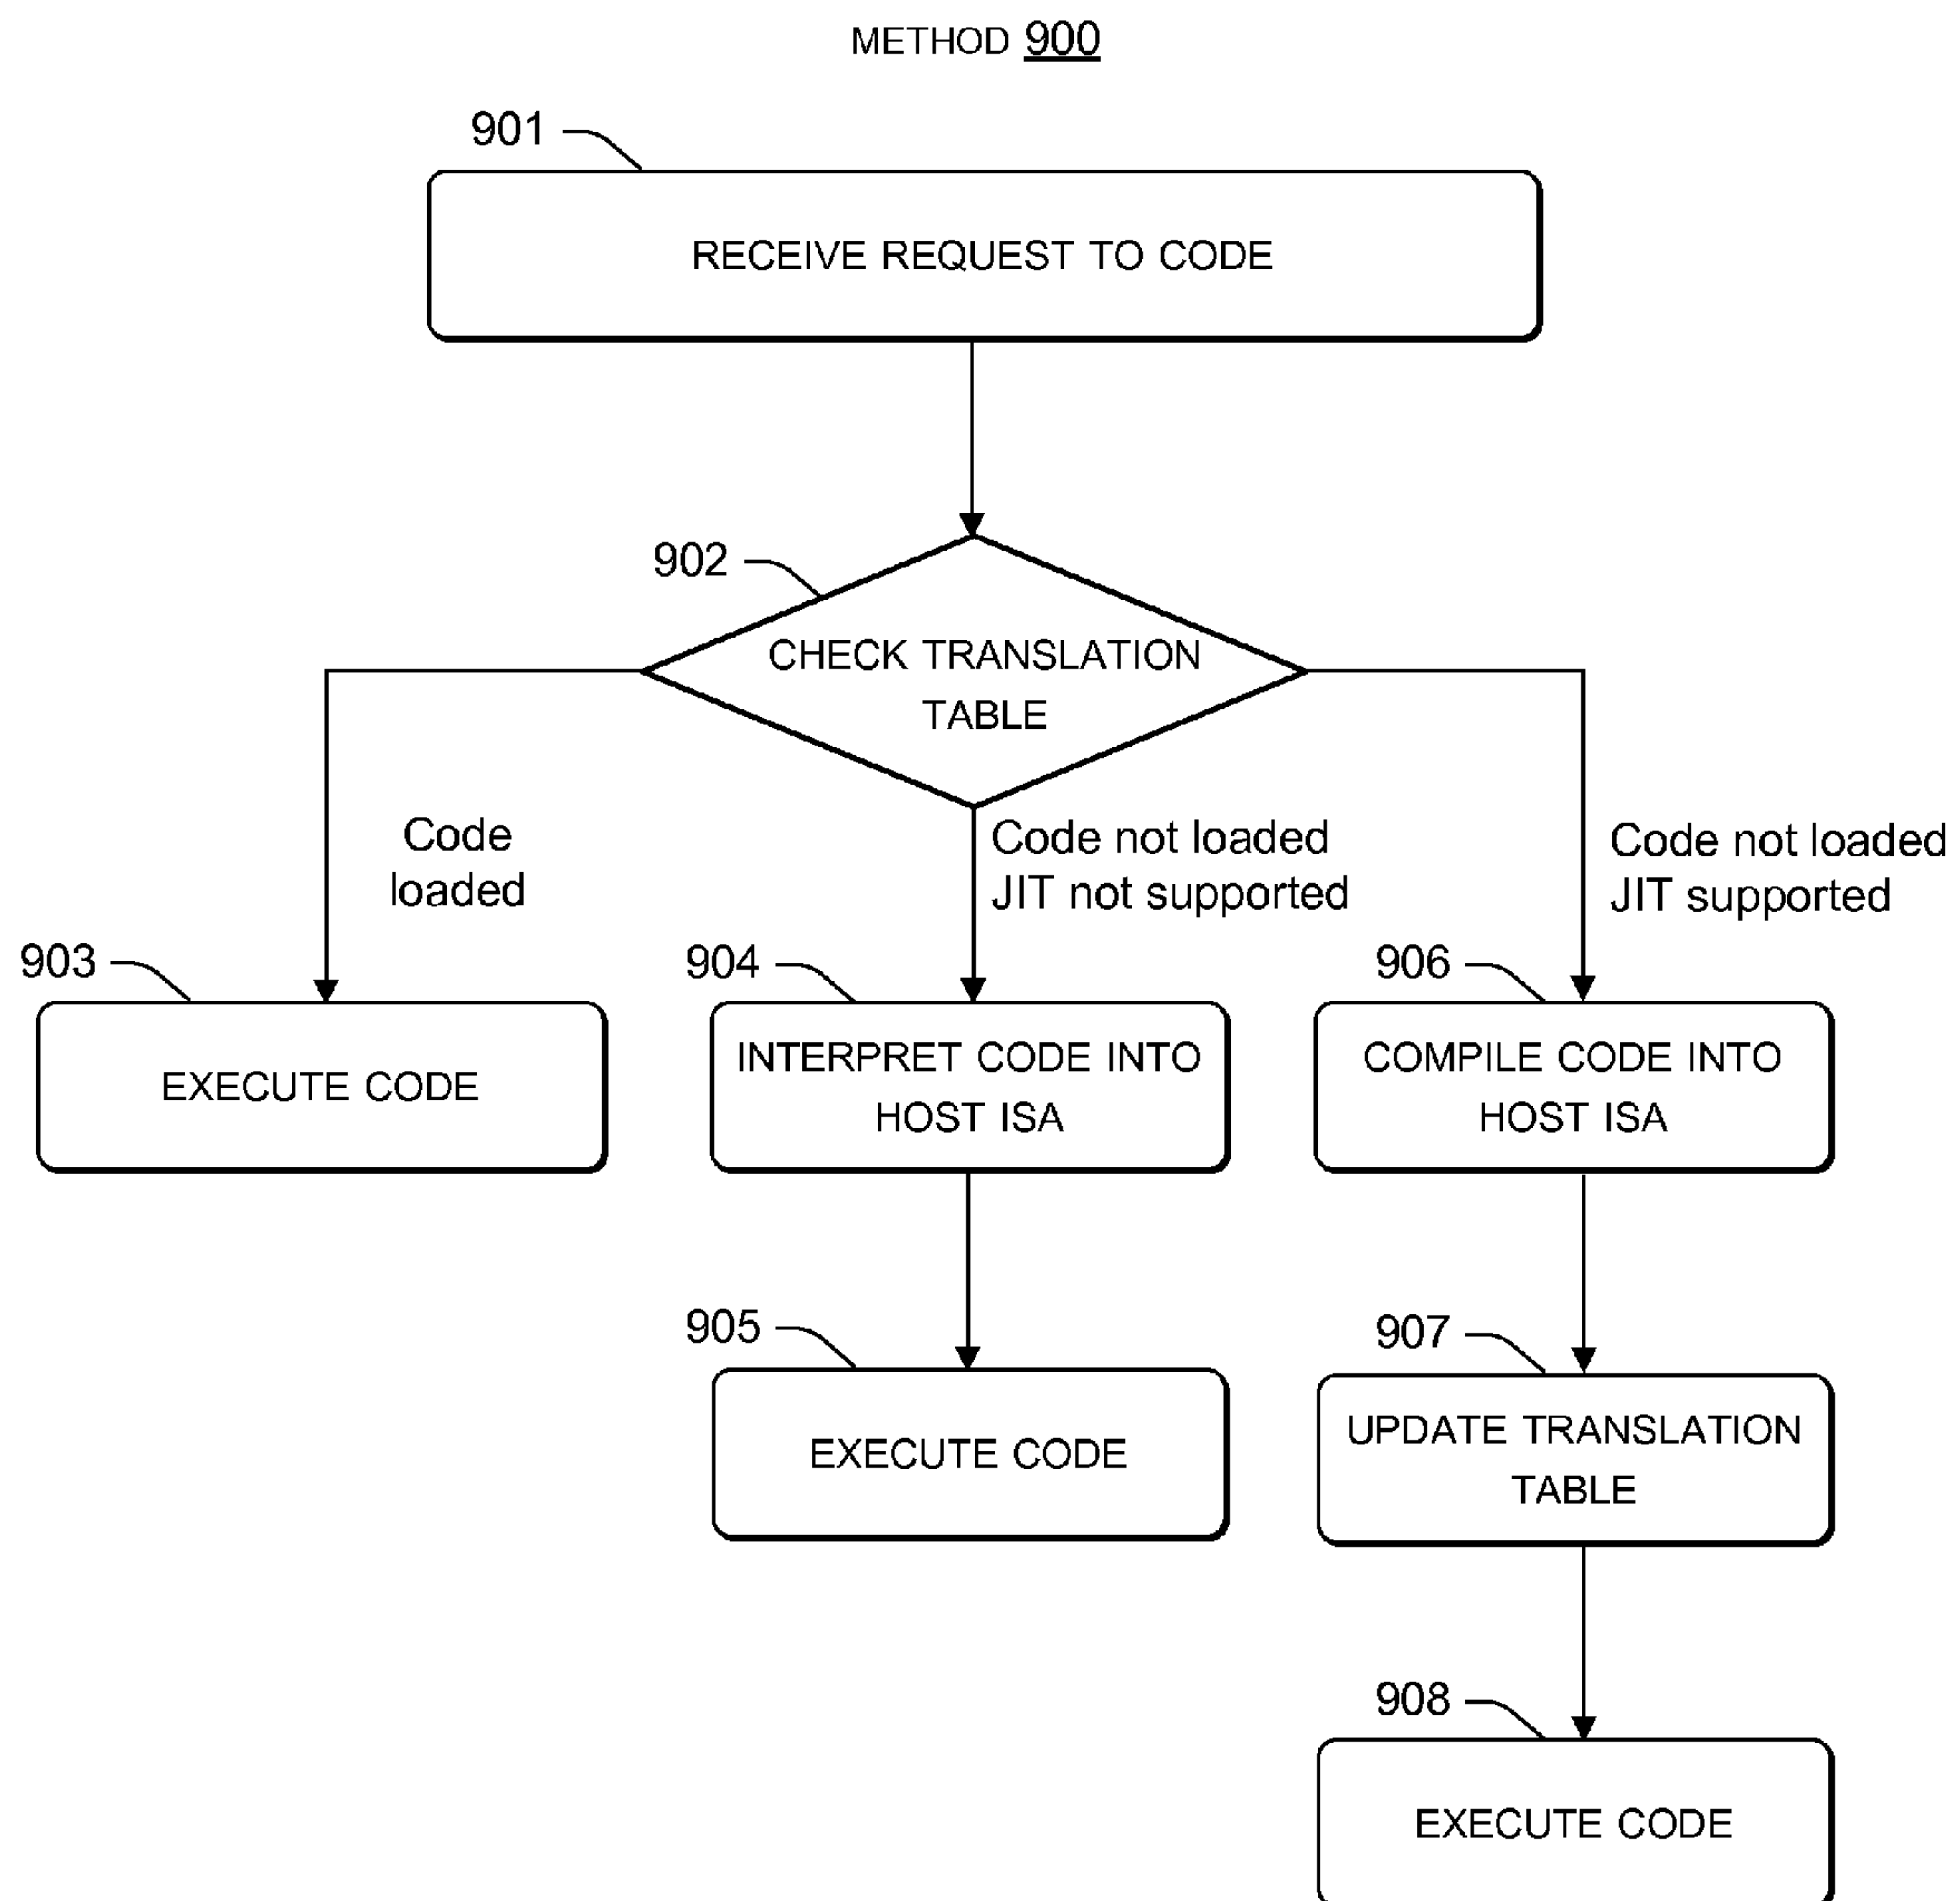 METHOD 900
901
RECEIVE REQUEST TO CODE
902
CHECK TRANSLATION
TABLE
Code
loaded
Code not loaded
JIT not supported
Code not loaded
JIT supported
903
EXECUTE CODE
904
INTERPRET CODE INTO
HOST ISA
906
COMPILE CODE INTO
HOST ISA
905
EXECUTE CODE
907
UPDATE TRANSLATION
TABLE
908
EXECUTE CODE